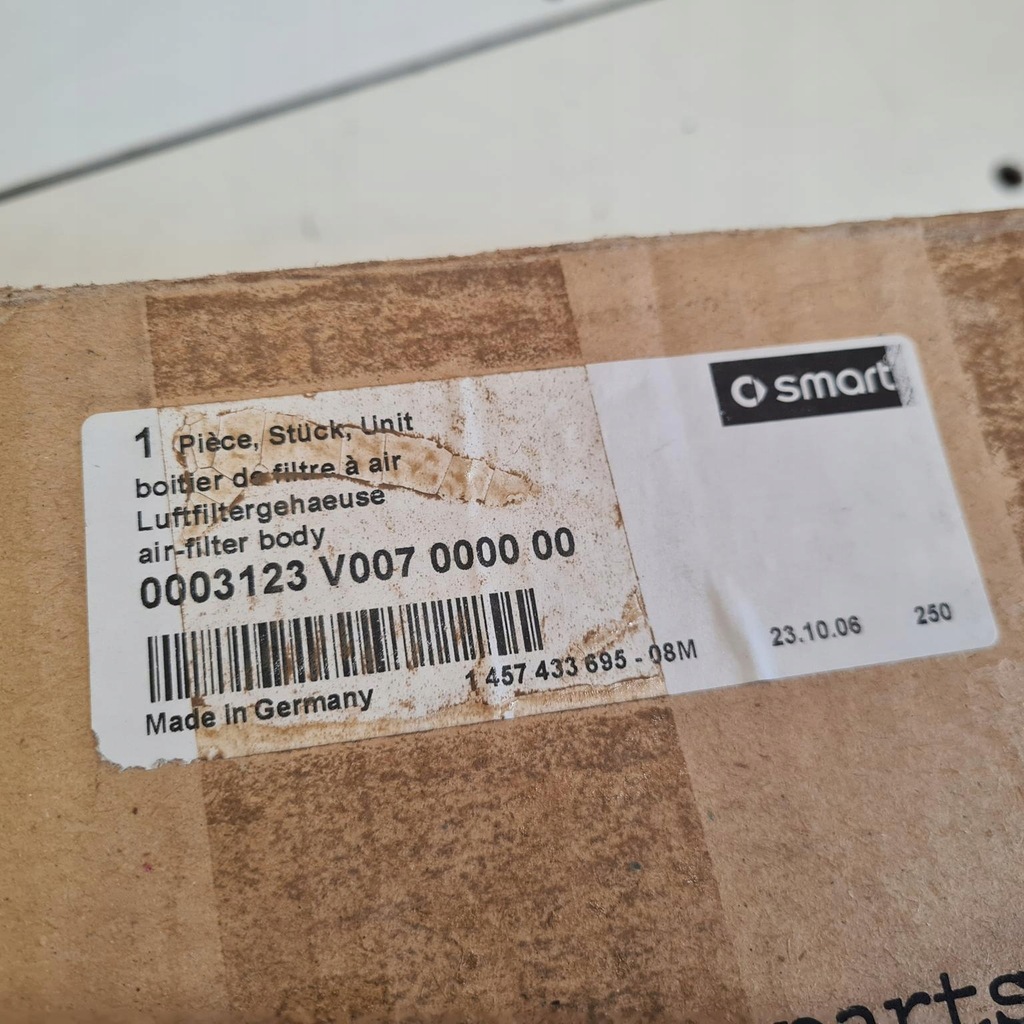 smart
1 Pièce, Stück, Unit
boitier de filtre à air
Luftfiltergehaeuse
air-filter body
0003123 V007 0000 00
1 457 433 695 - 08M
23.10.06 250
Made in Germany
parts